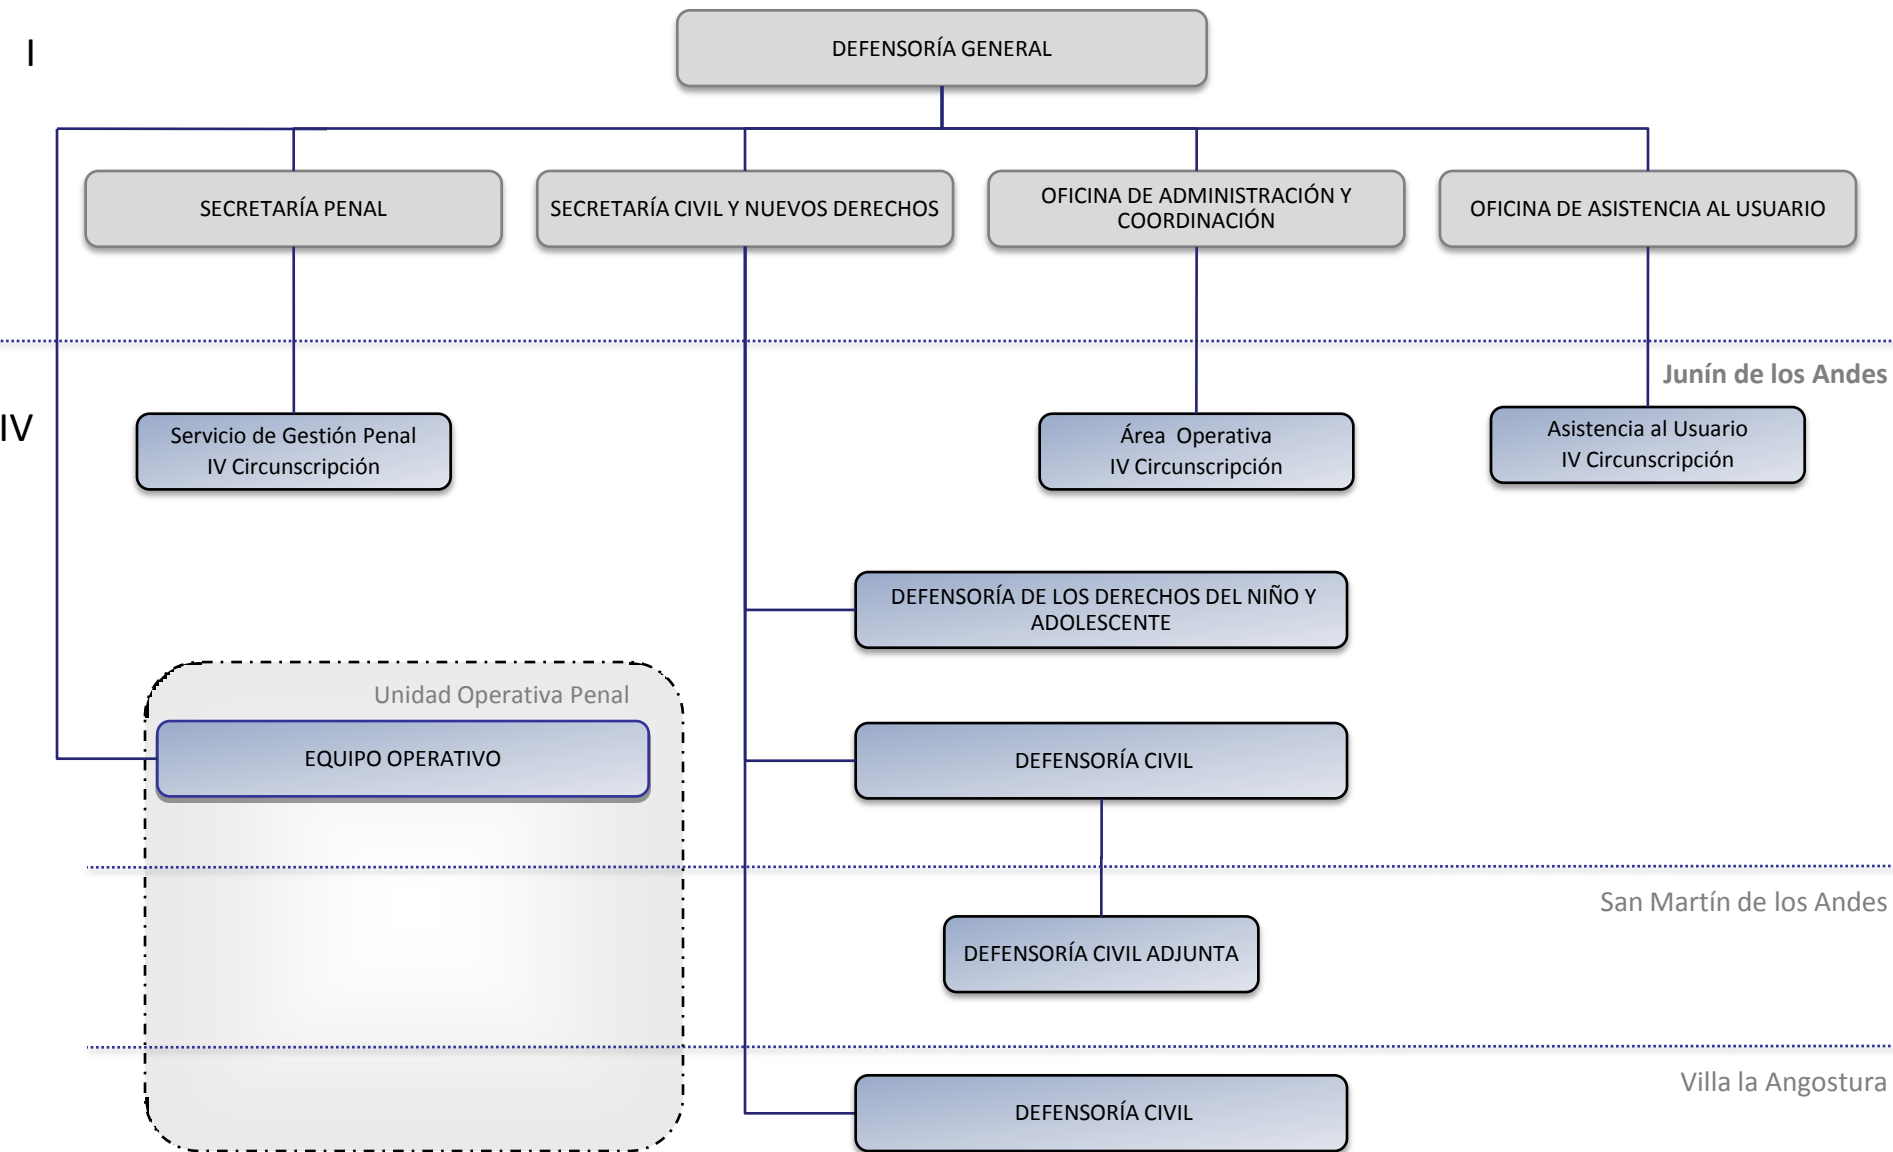 I
DEFENSORÍA GENERAL
SECRETARÍA PENAL
SECRETARÍA CIVIL Y NUEVOS DERECHOS
OFICINA DE ADMINISTRACIÓN Y
COORDINACIÓN
OFICINA DE ASISTENCIA AL USUARIO
Junín de los Andes
IV
Servicio de Gestión Penal
IV Circunscripción
Área Operativa
IV Circunscripción
Asistencia al Usuario
IV Circunscripción
DEFENSORÍA DE LOS DERECHOS DEL NIÑO Y
ADOLESCENTE
Unidad Operativa Penal
EQUIPO OPERATIVO
DEFENSORÍA CIVIL
San Martín de los Andes
DEFENSORÍA CIVIL ADJUNTA
Villa la Angostura
DEFENSORÍA CIVIL